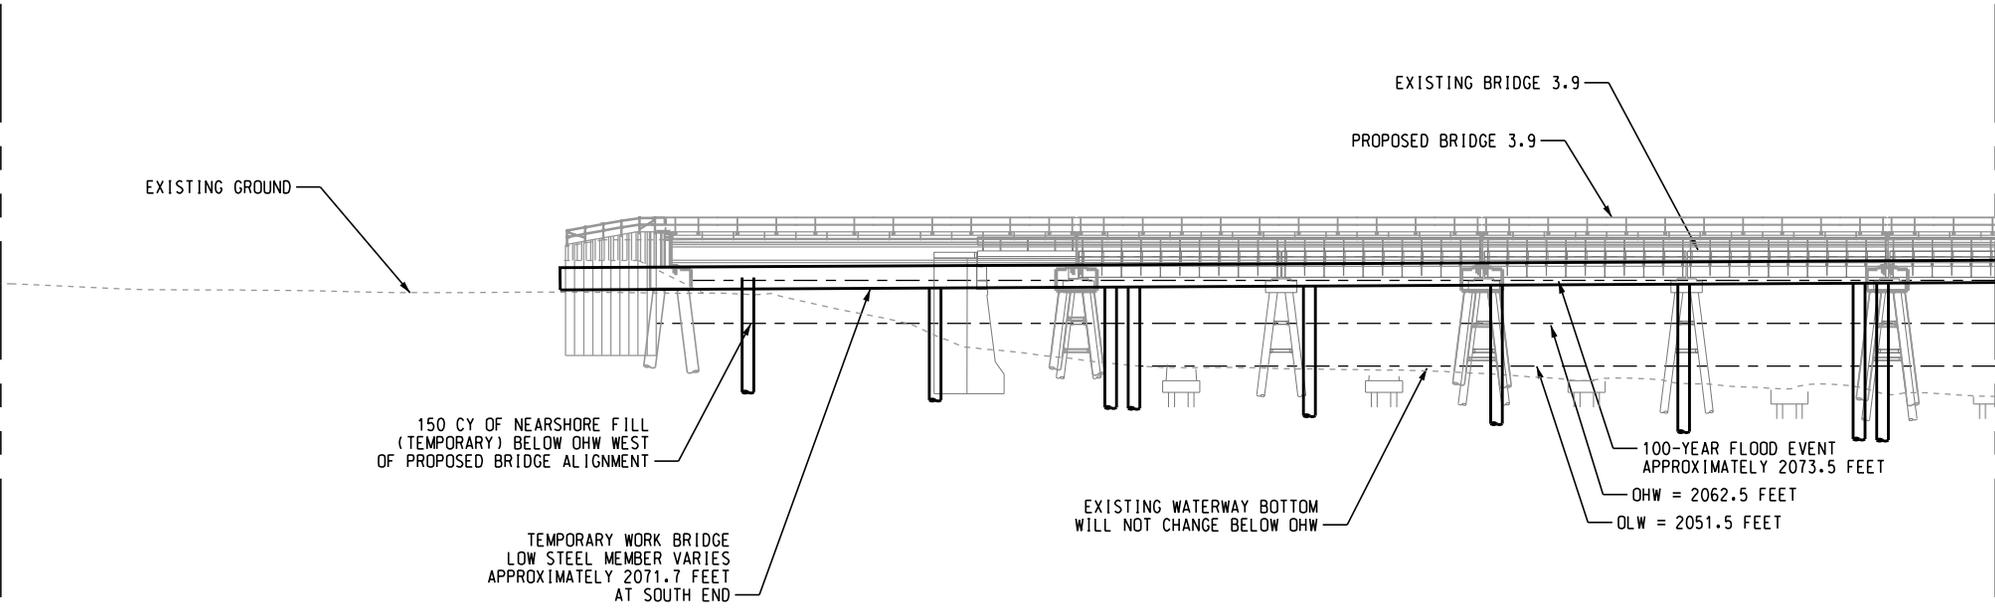 EXISTING BRIDGE 3.9
PROPOSED BRIDGE 3.9
EXISTING GROUND
150 CY OF NEARSHORE FILL
(TEMPORARY) BELOW OHW WEST
OF PROPOSED BRIDGE ALIGNMENT
100-YEAR FLOOD EVENT
APPROXIMATELY 2073.5 FEET
OHW = 2062.5 FEET
OLW = 2051.5 FEET
EXISTING WATERWAY BOTTOM
WILL NOT CHANGE BELOW OHW
TEMPORARY WORK BRIDGE
LOW STEEL MEMBER VARIES
APPROXIMATELY 2071.7 FEET
AT SOUTH END